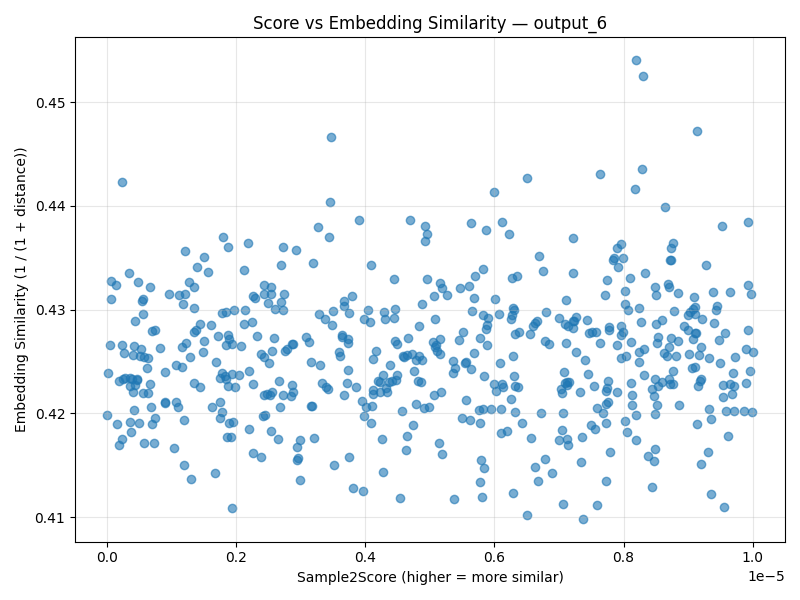 Score vs Embedding Similarity — output_6
Embedding Similarity (1 / (1 + distance))
0.45
0.44
0.43
0.42
0.41
0.0
0.2
0.4
0.6
0.8
1.0
1e−5
Sample2Score (higher = more similar)